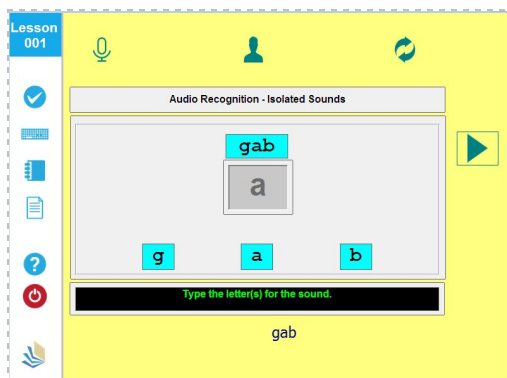 Lesson
001
Audio Recognition - Isolated Sounds
gab
a
g a b
Type the letter(s) for the sound.
gab